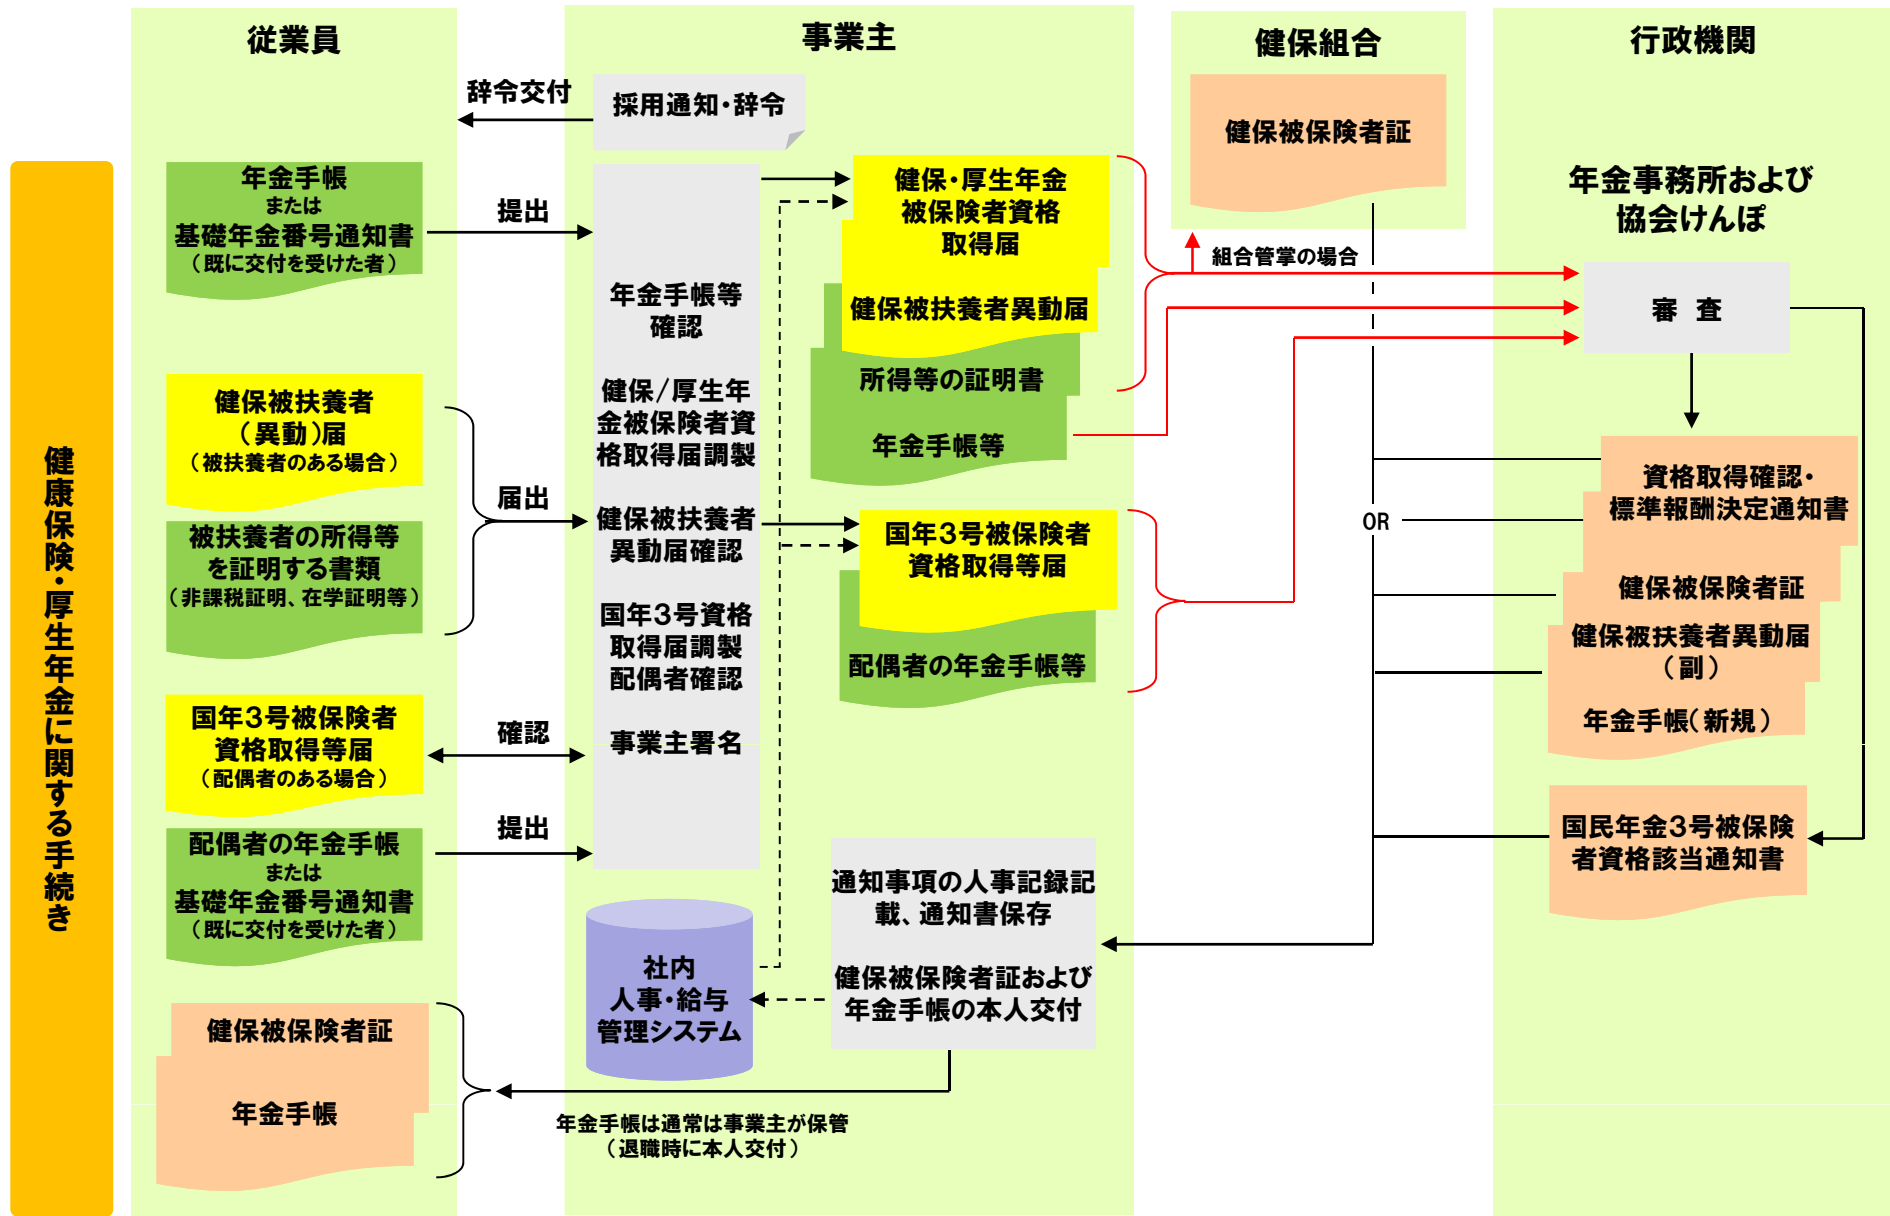 健康保険・厚生年金に関する手続き
従業員
事業主
健保組合
行政機関
辞令交付
採用通知・辞令
健保被保険者証
年金手帳
または
基礎年金番号通知書
（既に交付を受けた者）
提出
健保・厚生年金
被保険者資格
取得届
健保被扶養者異動届
所得等の証明書
年金手帳等
組合管掌の場合
年金事務所および
協会けんぽ
審　査
年金手帳等
確認
健保/厚生年
金被保険者資
格取得届調製
健保被扶養者
異動届確認
国年3号資格
取得届調製
配偶者確認
事業主署名
健保被扶養者
（異動）届
（被扶養者のある場合）
届出
被扶養者の所得等
を証明する書類
（非課税証明、在学証明等）
国年3号被保険者
資格取得等届
配偶者の年金手帳等
OR
資格取得確認・
標準報酬決定通知書
健保被保険者証
健保被扶養者異動届
（副）
年金手帳（新規）
国年3号被保険者
資格取得等届
（配偶者のある場合）
確認
提出
配偶者の年金手帳
または
基礎年金番号通知書
（既に交付を受けた者）
国民年金3号被保険
者資格該当通知書
通知事項の人事記録記
載、通知書保存
健保被保険者証および
年金手帳の本人交付
社内
人事・給与
管理システム
健保被保険者証
年金手帳
年金手帳は通常は事業主が保管
（退職時に本人交付）